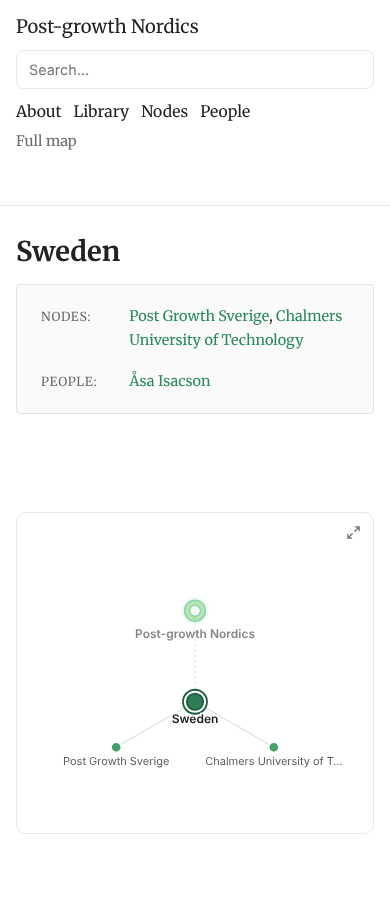 Post-growth Nordics
Search...
About Library Nodes People
Full map
Sweden
NODES: Post Growth Sverige, Chalmers
University of Technology
PEOPLE: Åsa Isacson
Post-growth Nordics
Sweden
Post Growth Sverige Chalmers University of T...